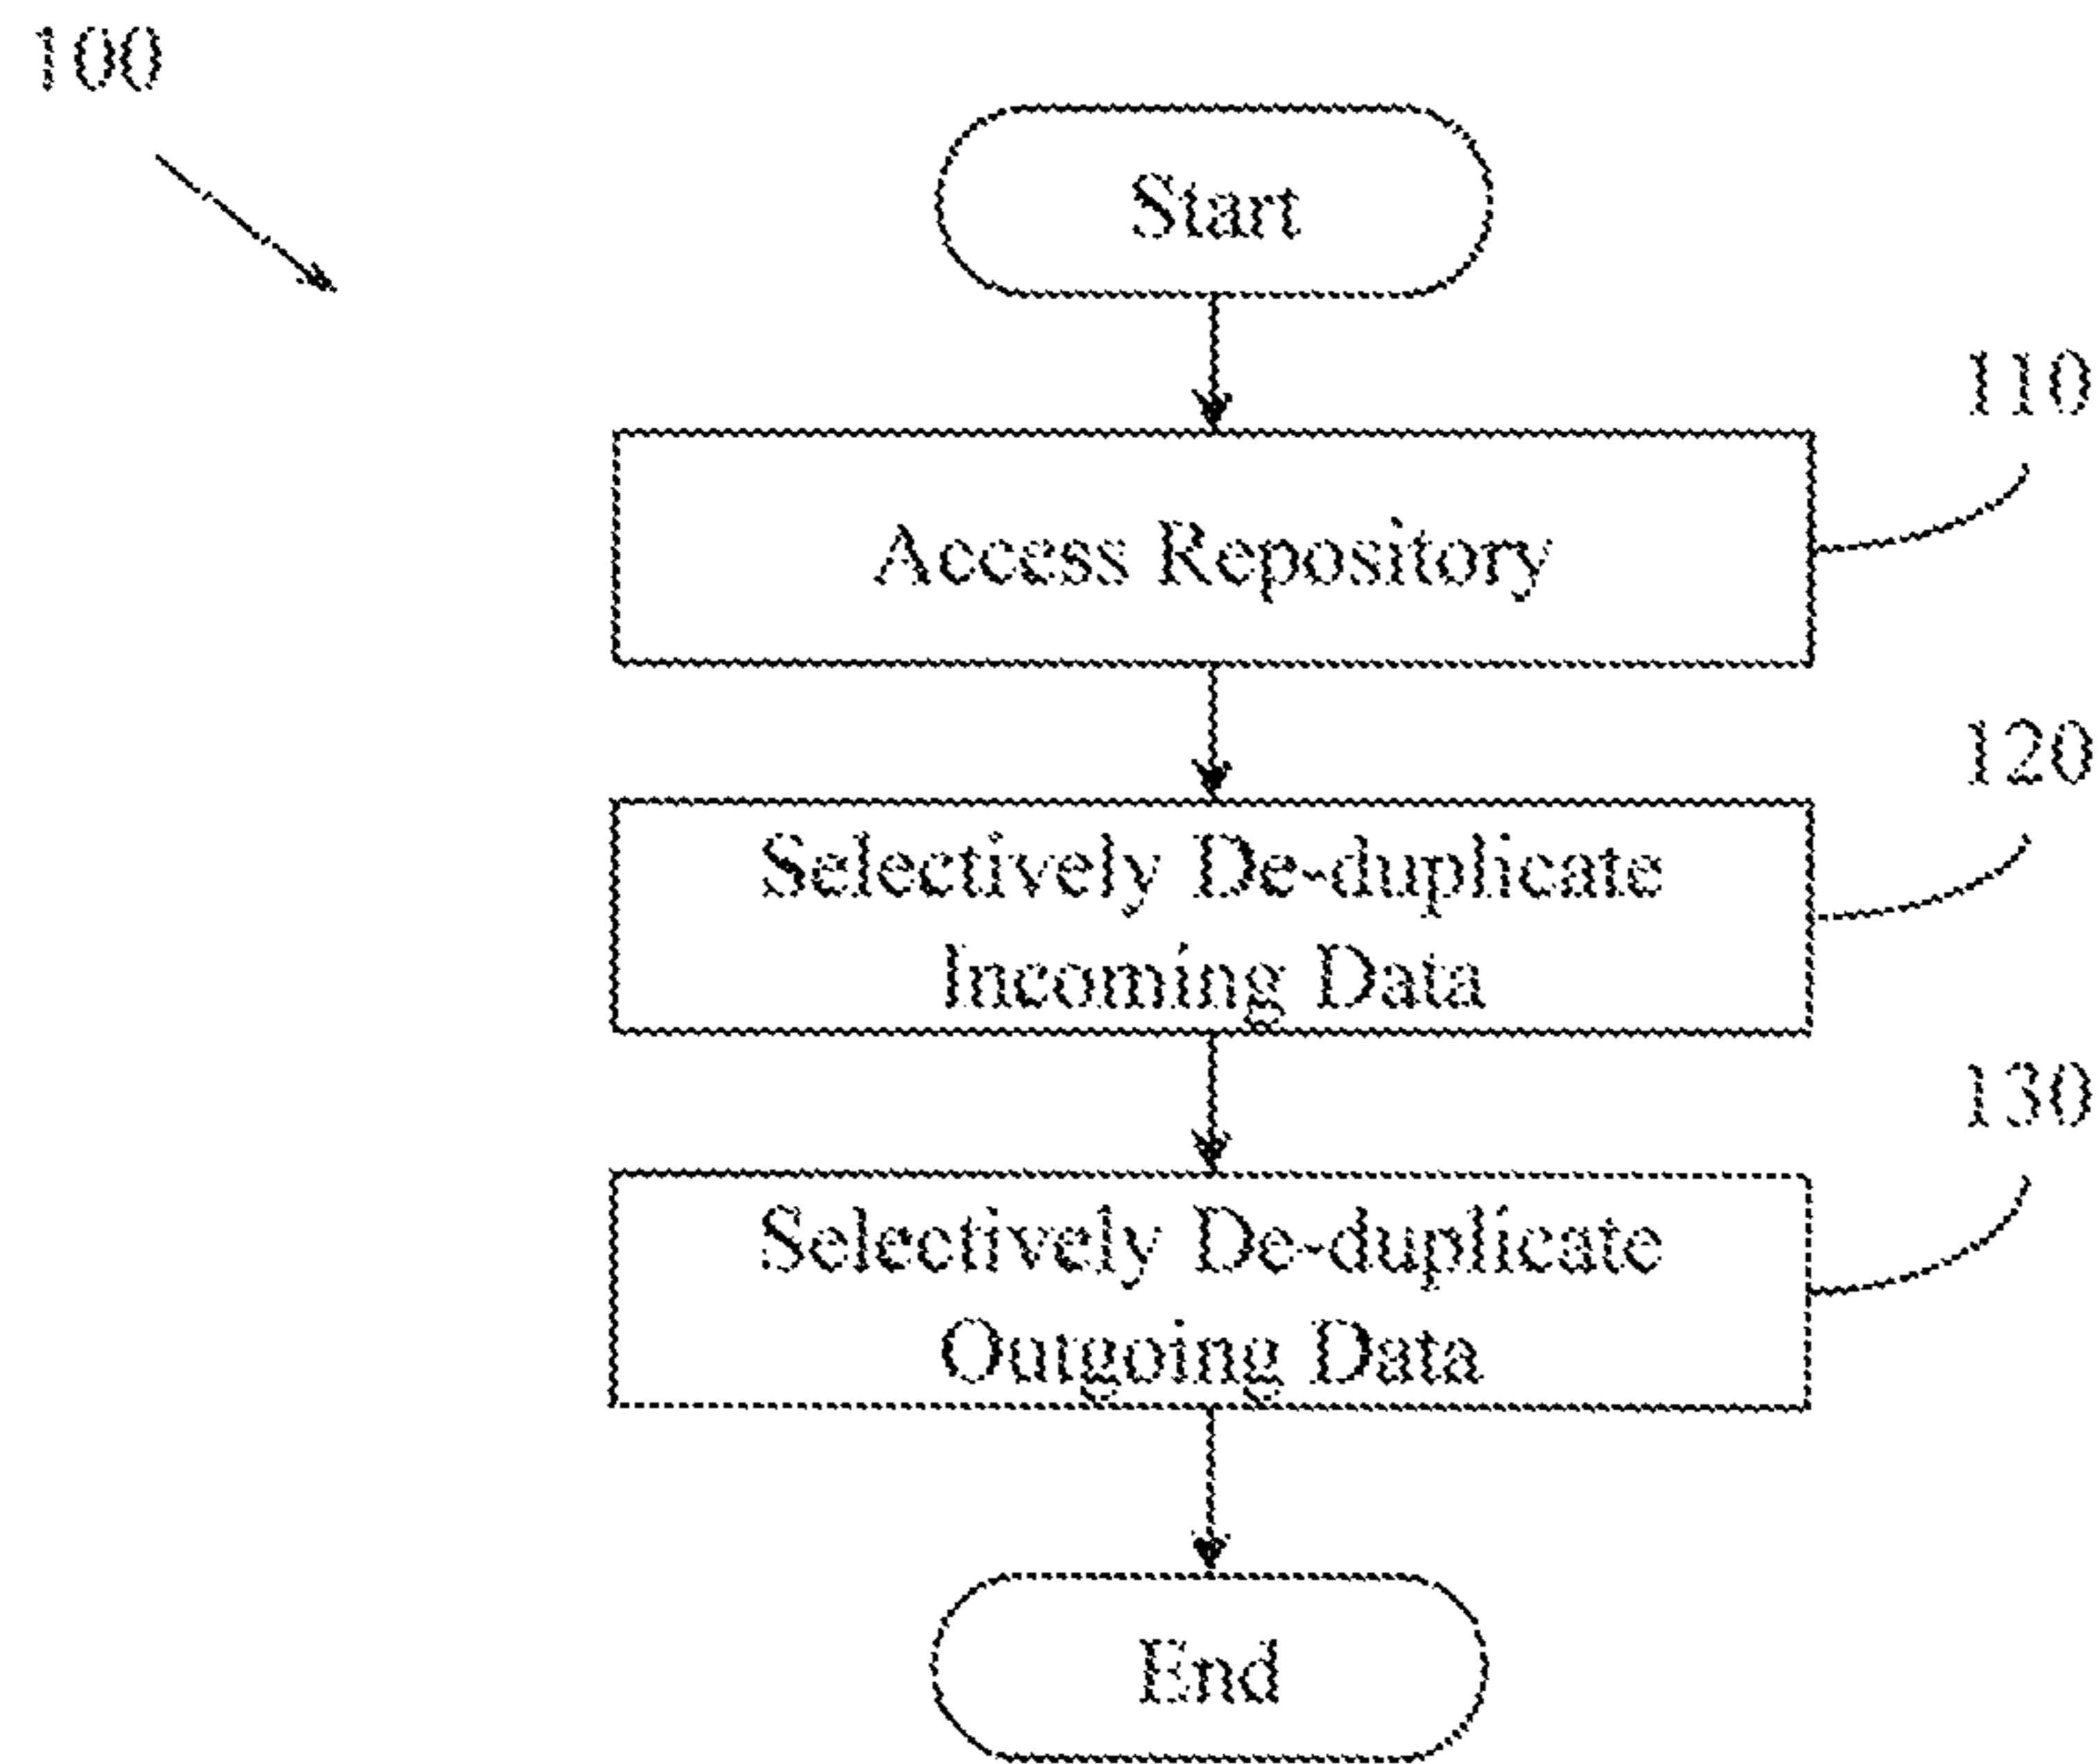 100
Start
110
Access Repository
120
Selectively De-duplicate
Incoming Data
130
Selectively De-duplicate
Outgoing Data
End